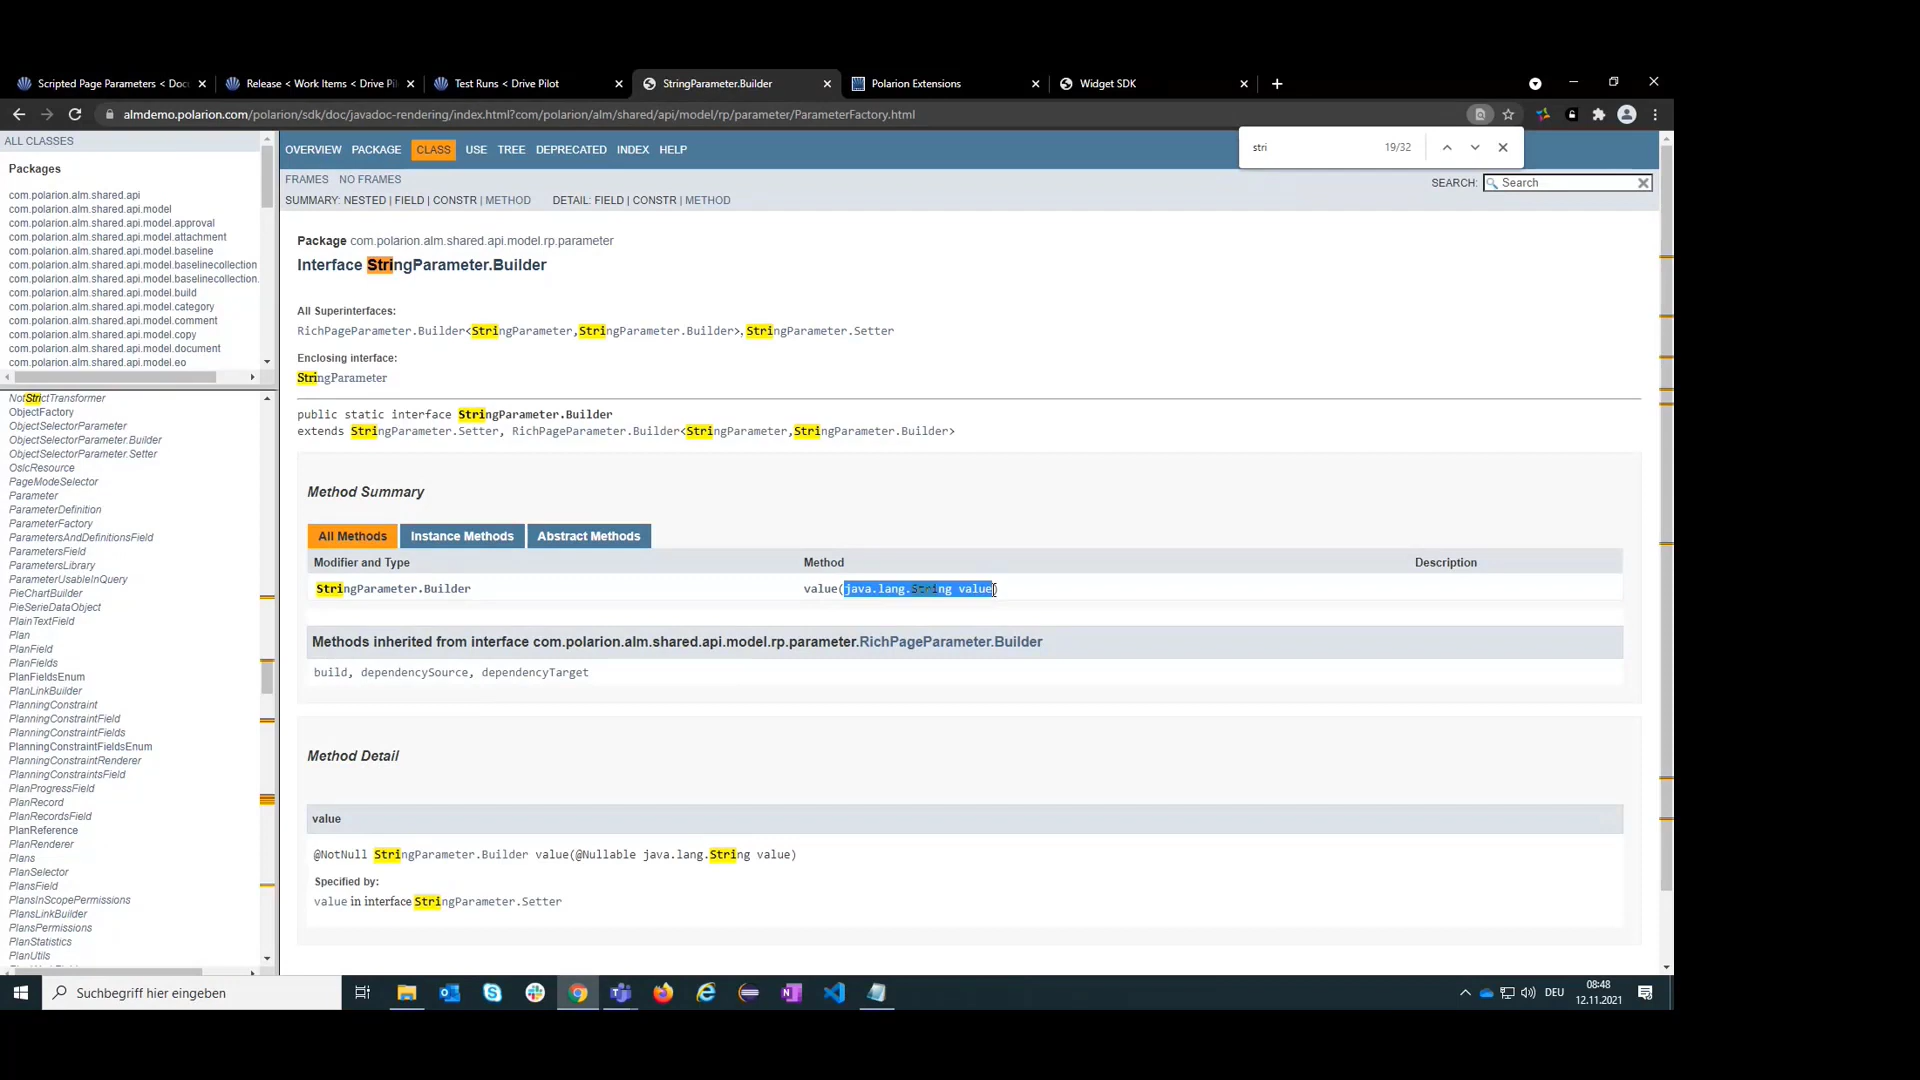 Scripted Page Parameters < Doc
Release < Work Items < Drive Pil
Test Runs < Drive Pilot
StringParameter.Builder
Polarion Extensions
Widget SDK
almdemo.polarion.com/polarion/sdk/doc/javadoc-rendering/index.html?com/polarion/alm/shared/api/model/rp/parameter/ParameterFactory.html
stri 19/32
ALL CLASSES
Packages
com.polarion.alm.shared.api
com.polarion.alm.shared.api.model
com.polarion.alm.shared.api.model.approval
com.polarion.alm.shared.api.model.attachment
com.polarion.alm.shared.api.model.baseline
com.polarion.alm.shared.api.model.baselinecollection
com.polarion.alm.shared.api.model.baselinecollection.
com.polarion.alm.shared.api.model.build
com.polarion.alm.shared.api.model.category
com.polarion.alm.shared.api.model.comment
com.polarion.alm.shared.api.model.copy
com.polarion.alm.shared.api.model.document
com.polarion.alm.shared.api.model.eo
NotStrictTransformer
ObjectFactory
ObjectSelectorParameter
ObjectSelectorParameter.Builder
ObjectSelectorParameter.Setter
OslcResource
PageModeSelector
Parameter
ParameterDefinition
ParameterFactory
ParametersAndDefinitionsField
ParametersField
ParametersLibrary
ParameterUsableInQuery
PieChartBuilder
PieSerieDataObject
PlainTextField
Plan
PlanField
PlanFields
PlanFieldsEnum
PlanLinkBuilder
PlanningConstraint
PlanningConstraintField
PlanningConstraintFields
PlanningConstraintFieldsEnum
PlanningConstraintRenderer
PlanningConstraintsField
PlanProgressField
PlanRecord
PlanRecordsField
PlanReference
PlanRenderer
Plans
PlanSelector
PlansField
PlansInScopePermissions
PlansLinkBuilder
PlansPermissions
PlanStatistics
PlanUtils
OVERVIEW PACKAGE CLASS USE TREE DEPRECATED INDEX HELP
FRAMES NO FRAMES
SEARCH: Search
SUMMARY: NESTED | FIELD | CONSTR | METHOD DETAIL: FIELD | CONSTR | METHOD
Package com.polarion.alm.shared.api.model.rp.parameter
Interface StringParameter.Builder
All Superinterfaces:
RichPageParameter.Builder<StringParameter,StringParameter.Builder>, StringParameter.Setter
Enclosing interface:
StringParameter
public static interface StringParameter.Builder
extends StringParameter.Setter, RichPageParameter.Builder<StringParameter,StringParameter.Builder>
Method Summary
All Methods Instance Methods Abstract Methods
Modifier and Type Method Description
StringParameter.Builder value(java.lang.String value)
Methods inherited from interface com.polarion.alm.shared.api.model.rp.parameter.RichPageParameter.Builder
build, dependencySource, dependencyTarget
Method Detail
value
@NotNull StringParameter.Builder value(@Nullable java.lang.String value)
Specified by:
value in interface StringParameter.Setter
Suchbegriff hier eingeben
DEU
08:48
12.11.2021